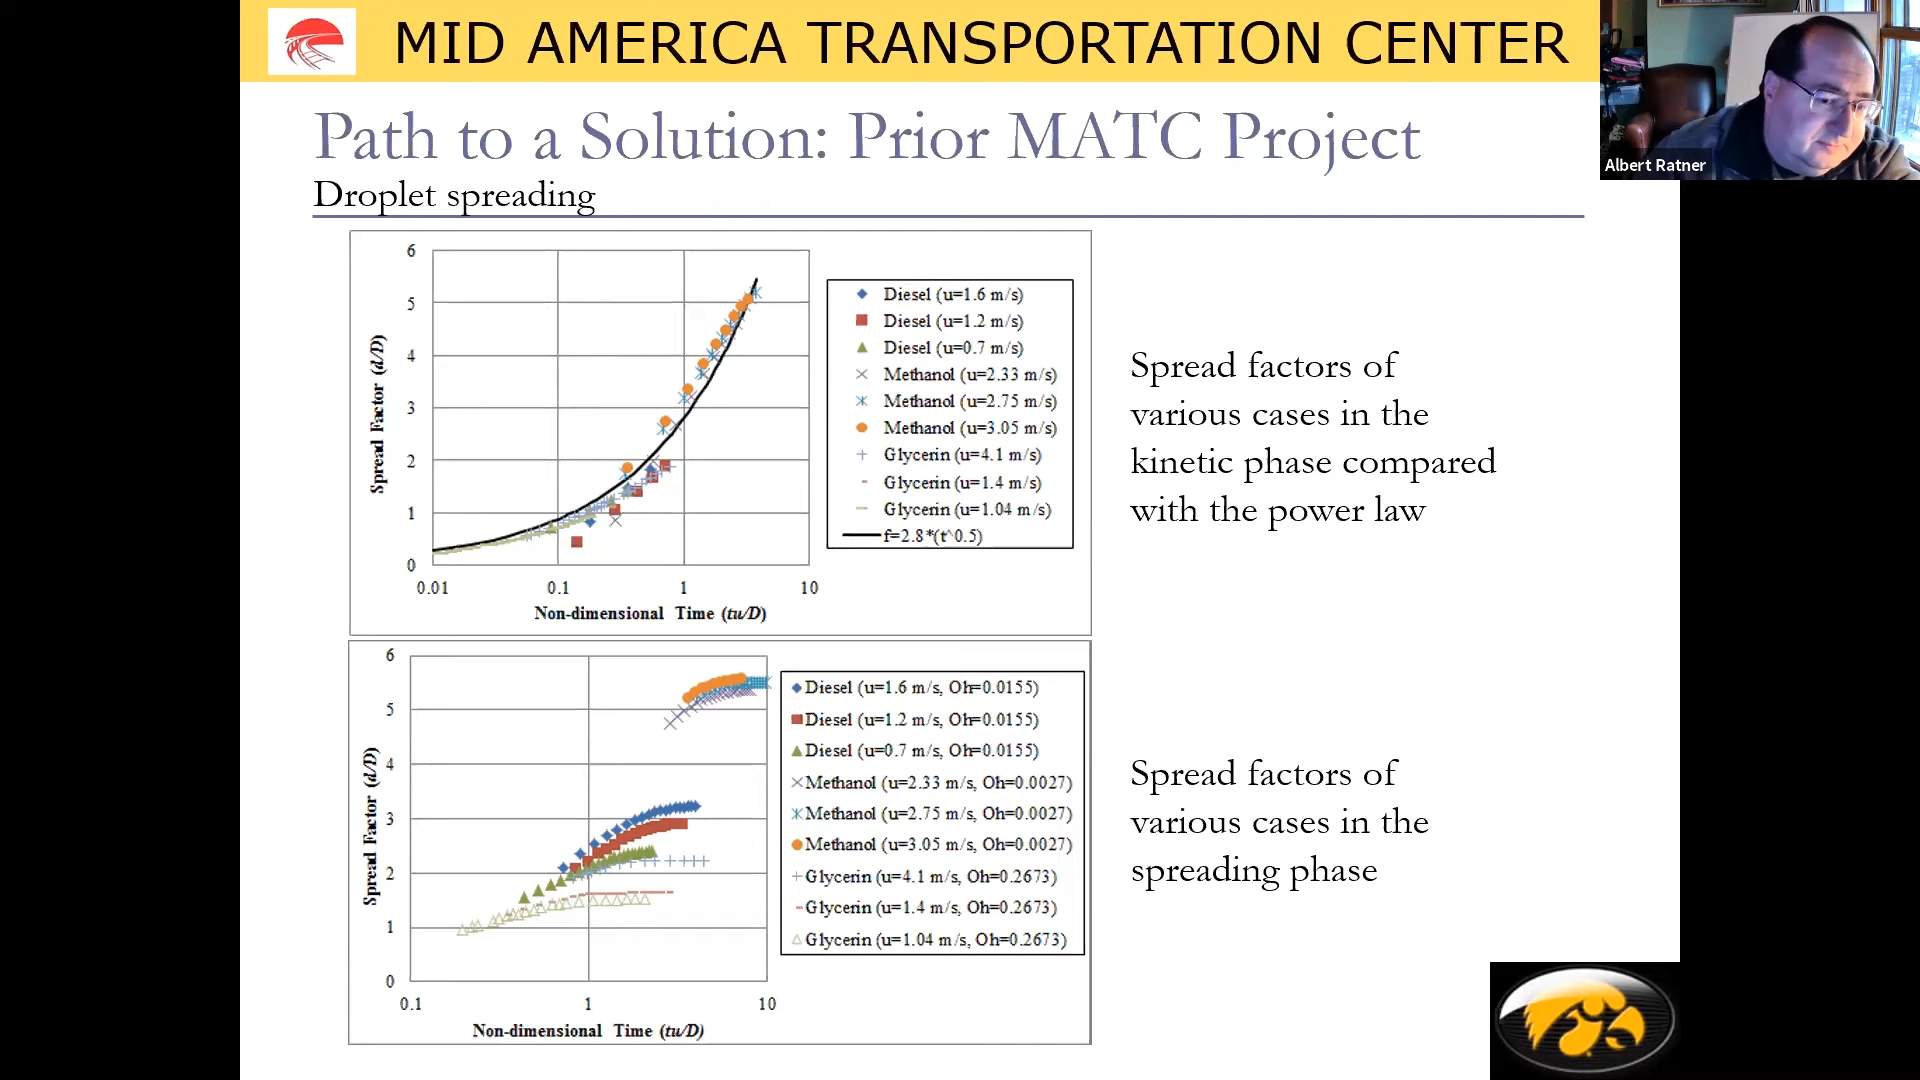 MID AMERICA TRANSPORTATION CENTER
Path to a Solution: Prior MATC Project
Droplet spreading
Albert Ratner
6
5
4
3
2
1
0
Spread Factor (d/D)
0.01 0.1 1 10
Non-dimensional Time (tu/D)
Diesel (u=1.6 m/s)
Diesel (u=1.2 m/s)
Diesel (u=0.7 m/s)
Methanol (u=2.33 m/s)
Methanol (u=2.75 m/s)
Methanol (u=3.05 m/s)
Glycerin (u=4.1 m/s)
Glycerin (u=1.4 m/s)
Glycerin (u=1.04 m/s)
f=2.8*(t^0.5)
Spread factors of
various cases in the
kinetic phase compared
with the power law
6
5
4
3
2
1
0
Spread Factor (d/D)
0.1 1 10
Non-dimensional Time (tu/D)
Diesel (u=1.6 m/s, Oh=0.0155)
Diesel (u=1.2 m/s, Oh=0.0155)
Diesel (u=0.7 m/s, Oh=0.0155)
Methanol (u=2.33 m/s, Oh=0.0027)
Methanol (u=2.75 m/s, Oh=0.0027)
Methanol (u=3.05 m/s, Oh=0.0027)
Glycerin (u=4.1 m/s, Oh=0.2673)
Glycerin (u=1.4 m/s, Oh=0.2673)
Glycerin (u=1.04 m/s, Oh=0.2673)
Spread factors of
various cases in the
spreading phase